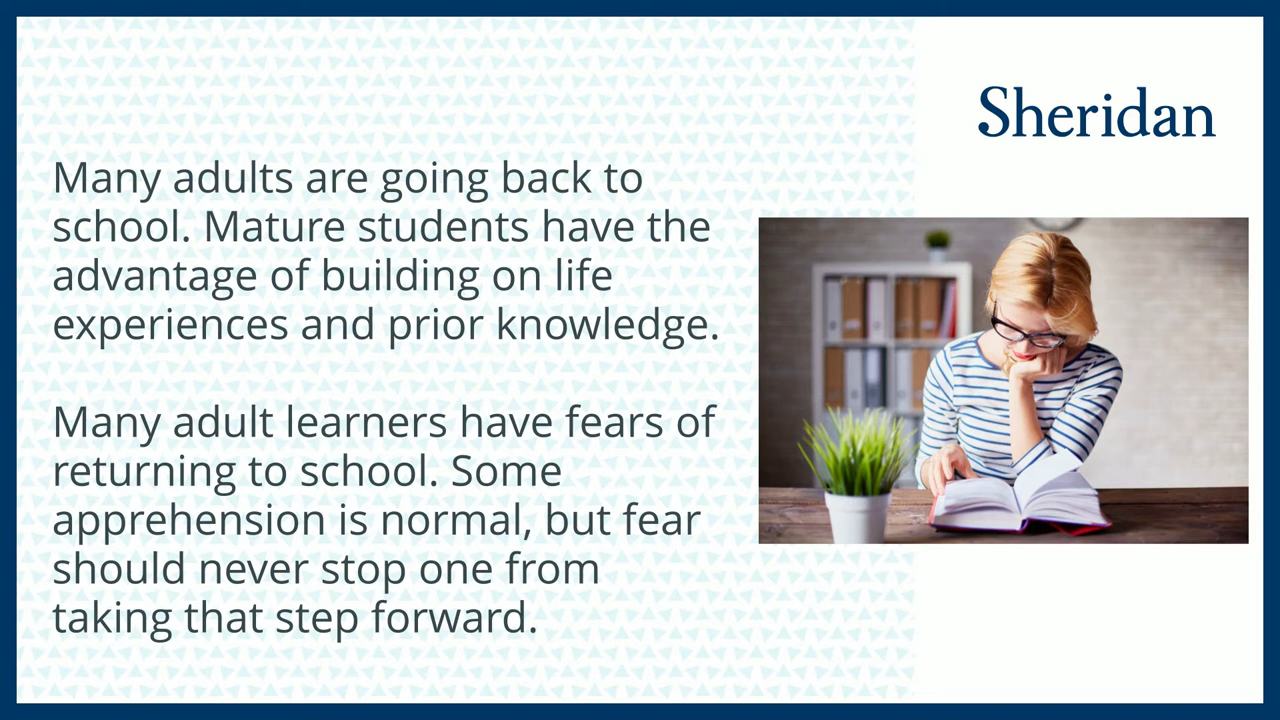 Sheridan
Many adults are going back to
school. Mature students have the
advantage of building on life
experiences and prior knowledge.
Many adult learners have fears of
returning to school. Some
apprehension is normal, but fear
should never stop one from
taking that step forward.